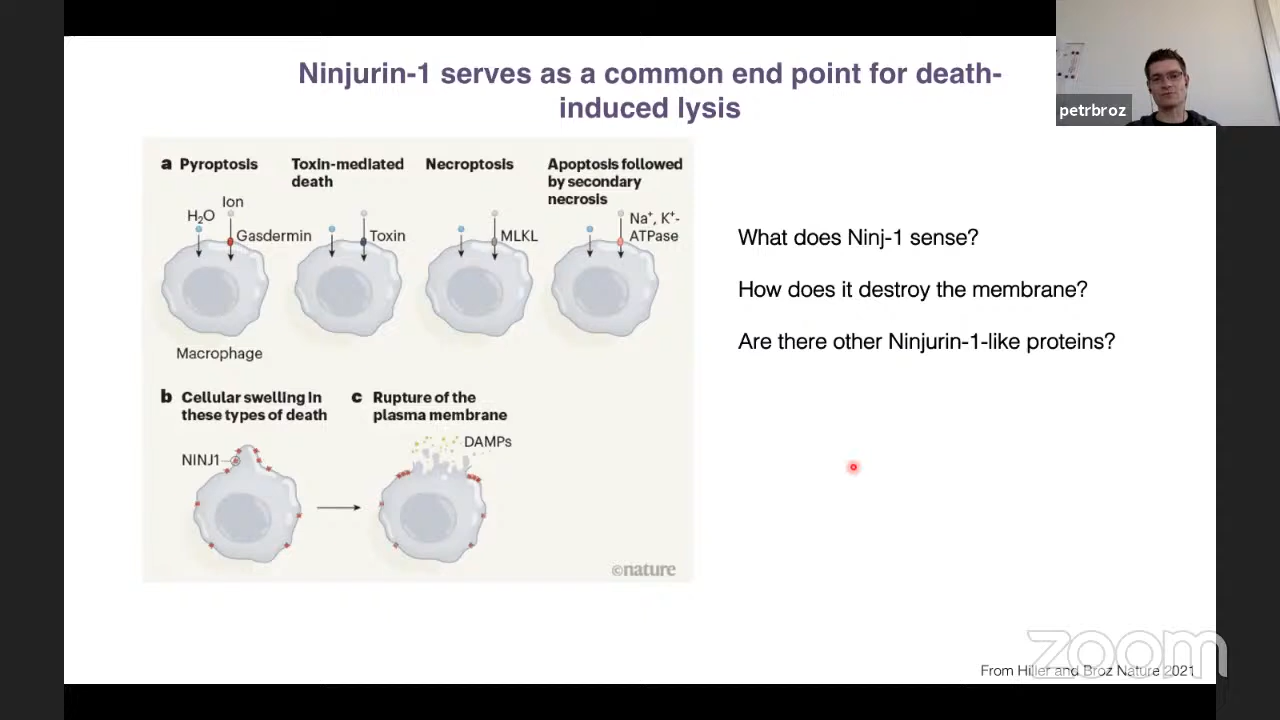 Ninjurin-1 serves as a common end point for death-
induced lysis
petrbroz
a Pyroptosis
Toxin-mediated
death
Necroptosis
Apoptosis followed
by secondary
necrosis
H₂O
Ion
Gasdermin
Toxin
MLKL
Na⁺, K⁺-
ATPase
Macrophage
What does Ninj-1 sense?
How does it destroy the membrane?
Are there other Ninjurin-1-like proteins?
b Cellular swelling in
these types of death
c Rupture of the
plasma membrane
NINJ1
DAMPs
©nature
zoom
From Hiller and Broz Nature 2021